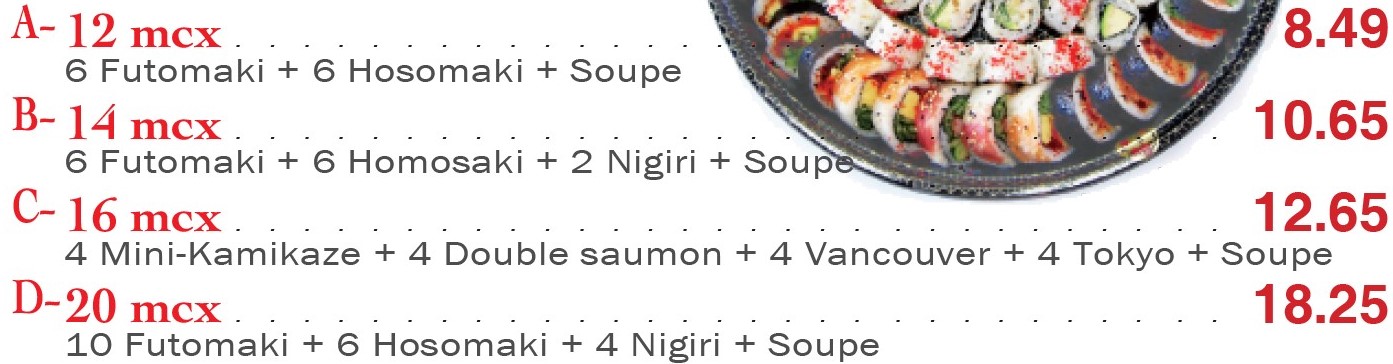 A- 12 mcx . . . . . . . . . . . . . . . . . . . . . . 8.49
6 Futomaki + 6 Hosomaki + Soupe
B- 14 mcx . . . . . . . . . . . . . . . . . . . . . . 10.65
6 Futomaki + 6 Homosaki + 2 Nigiri + Soupe
C- 16 mcx . . . . . . . . . . . . . . . . . . . . . . 12.65
4 Mini-Kamikaze + 4 Double saumon + 4 Vancouver + 4 Tokyo + Soupe
D- 20 mcx . . . . . . . . . . . . . . . . . . . . . . 18.25
10 Futomaki + 6 Hosomaki + 4 Nigiri + Soupe